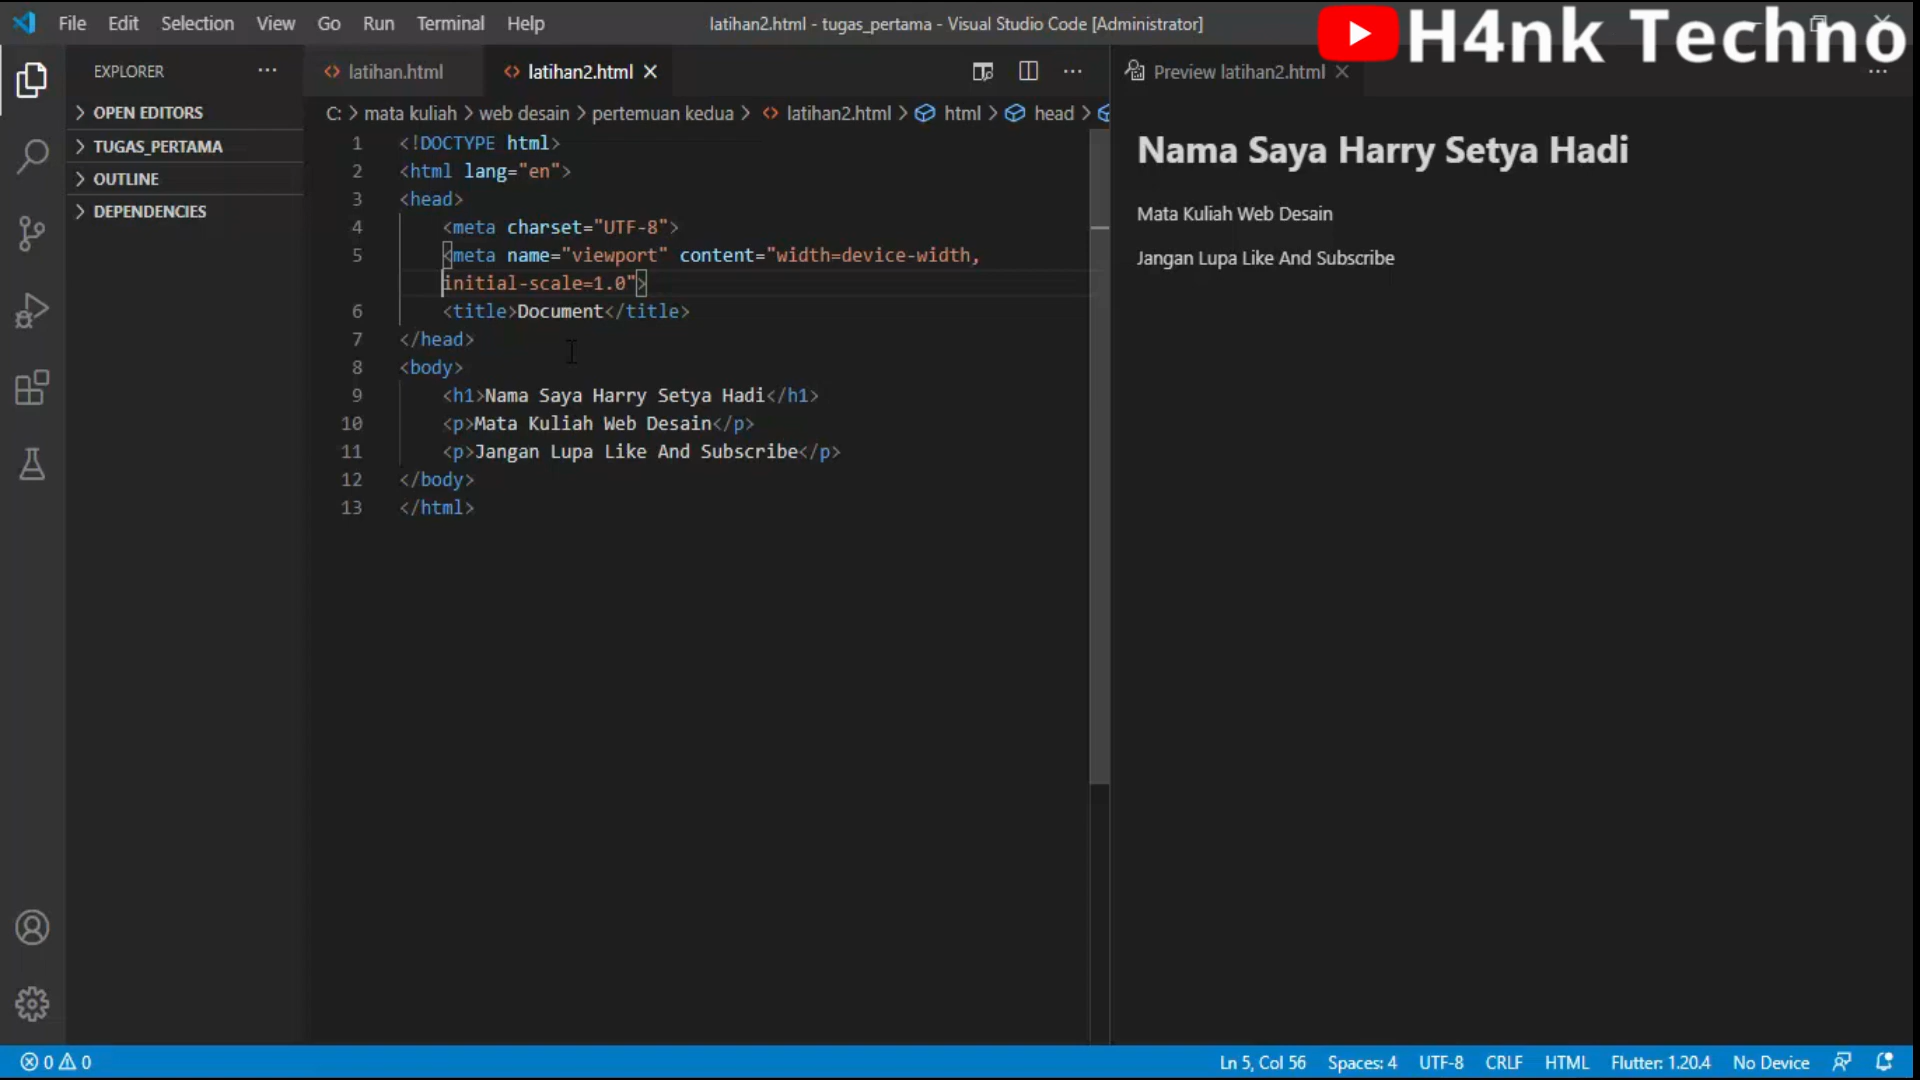 File Edit Selection View Go Run Terminal Help
latihan2.html - tugas_pertama - Visual Studio Code [Administrator]
H4nk Techno
EXPLORER
OPEN EDITORS
TUGAS_PERTAMA
OUTLINE
DEPENDENCIES
latihan.html
latihan2.html
C: > mata kuliah > web desain > pertemuan kedua > latihan2.html > html > head >
1 <!DOCTYPE html>
2 <html lang="en">
3 <head>
4 <meta charset="UTF-8">
5 <meta name="viewport" content="width=device-width,
initial-scale=1.0">
6 <title>Document</title>
7 </head>
8 <body>
9 <h1>Nama Saya Harry Setya Hadi</h1>
10 <p>Mata Kuliah Web Desain</p>
11 <p>Jangan Lupa Like And Subscribe</p>
12 </body>
13 </html>
Preview latihan2.html
Nama Saya Harry Setya Hadi
Mata Kuliah Web Desain
Jangan Lupa Like And Subscribe
0 0
Ln 5, Col 56 Spaces: 4 UTF-8 CRLF HTML Flutter: 1.20.4 No Device